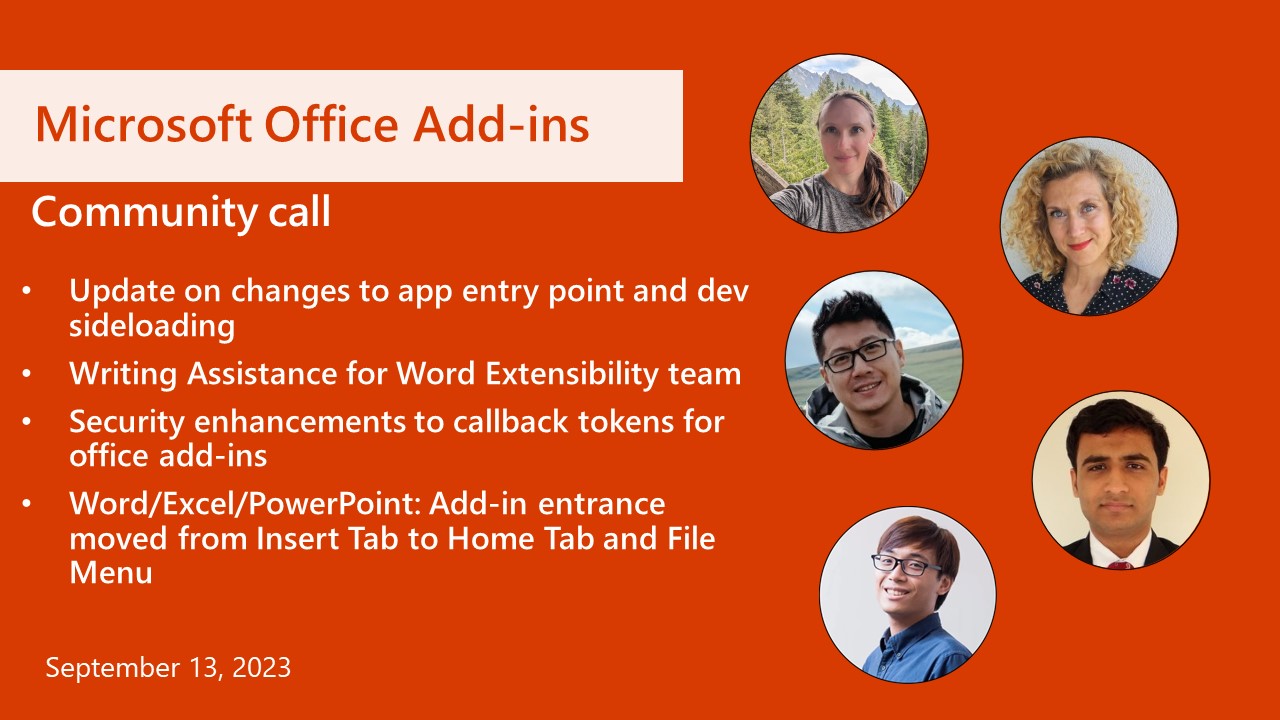 Microsoft Office Add-ins
Community call
• Update on changes to app entry point and dev
sideloading
• Writing Assistance for Word Extensibility team
• Security enhancements to callback tokens for
office add-ins
• Word/Excel/PowerPoint: Add-in entrance
moved from Insert Tab to Home Tab and File
Menu
September 13, 2023